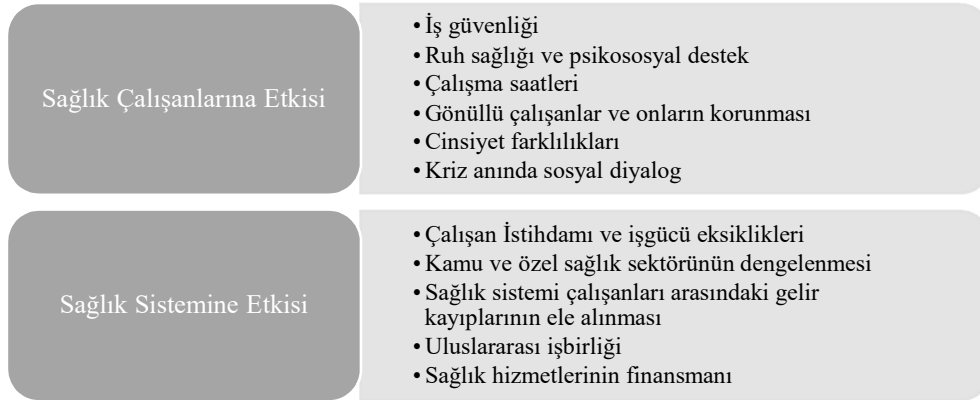 Sağlık Çalışanlarına Etkisi
• İş güvenliği
• Ruh sağlığı ve psikososyal destek
• Çalışma saatleri
• Gönüllü çalışanlar ve onların korunması
• Cinsiyet farklılıkları
• Kriz anında sosyal diyalog
Sağlık Sistemine Etkisi
• Çalışan İstihdamı ve işgücü eksiklikleri
• Kamu ve özel sağlık sektörünün dengelenmesi
• Sağlık sistemi çalışanları arasındaki gelir
kayıplarının ele alınması
• Uluslararası işbirliği
• Sağlık hizmetlerinin finansmanı